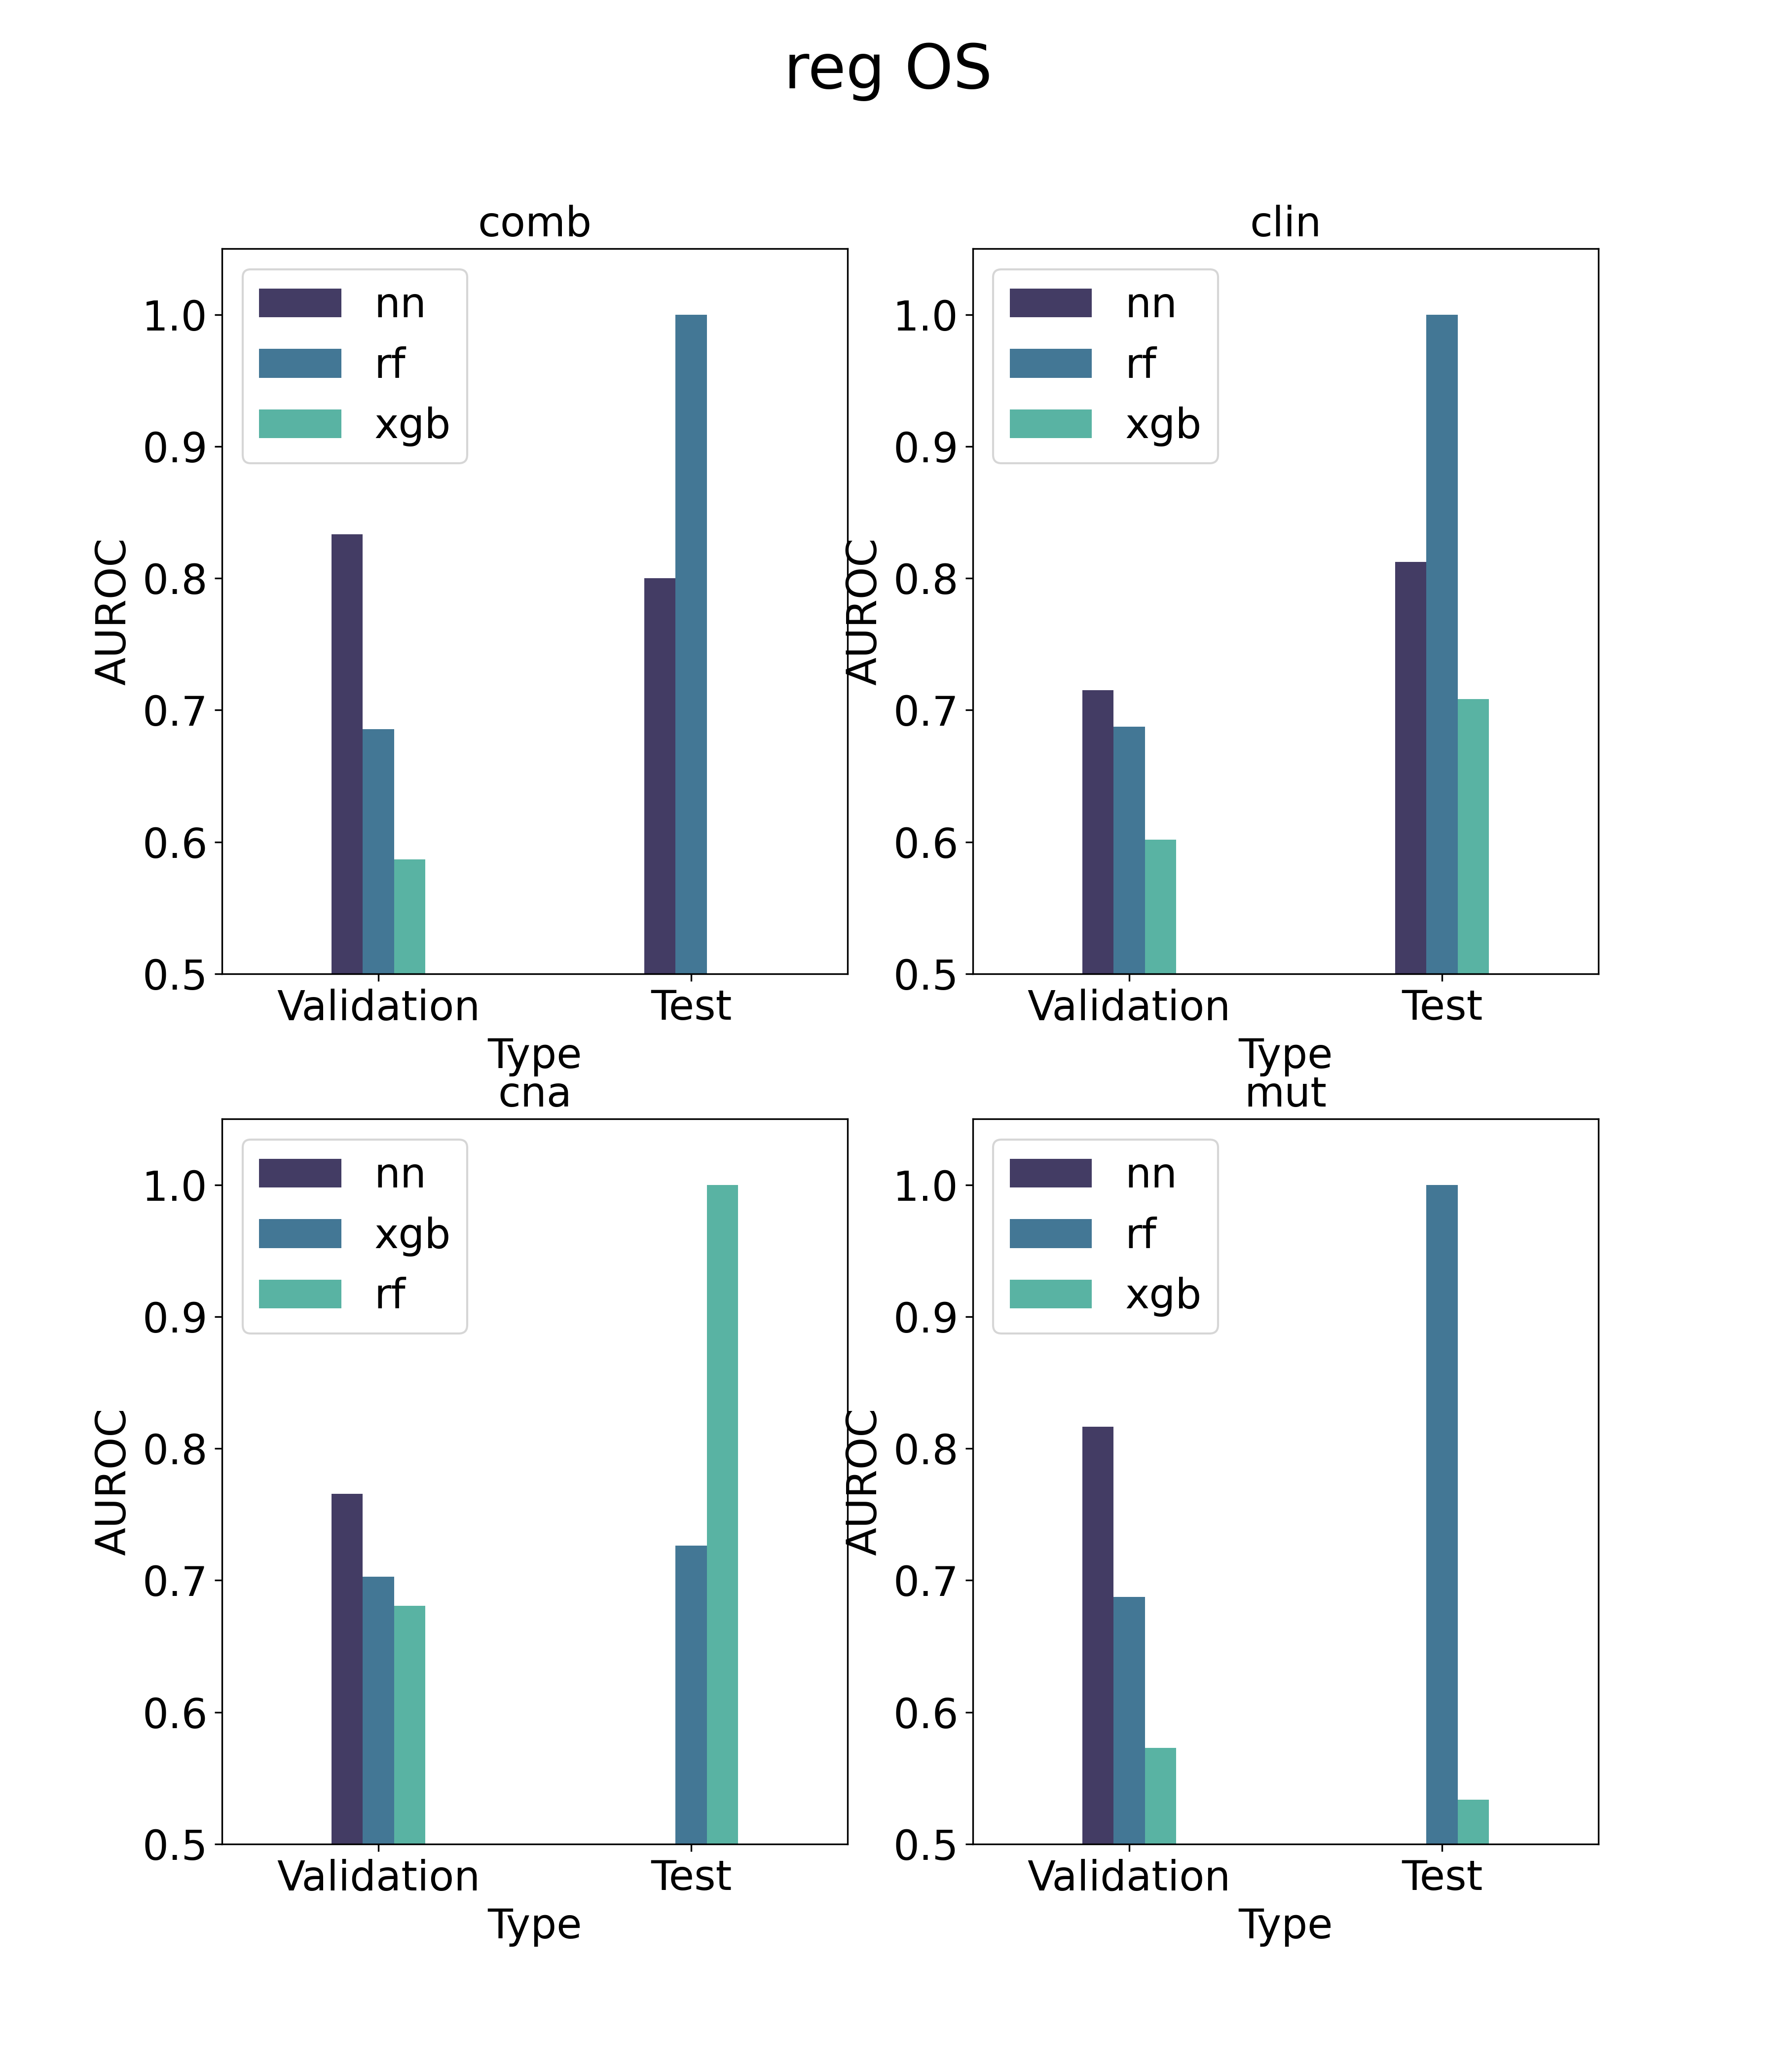 reg OS
comb
nn
rf
xgb
1.0
0.9
0.8
0.7
0.6
0.5
AUROC
Validation Test
Type
clin
nn
rf
xgb
1.0
0.9
0.8
0.7
0.6
0.5
AUROC
Validation Test
Type
cna
nn
xgb
rf
1.0
0.9
0.8
0.7
0.6
0.5
AUROC
Validation Test
Type
mut
nn
rf
xgb
1.0
0.9
0.8
0.7
0.6
0.5
AUROC
Validation Test
Type